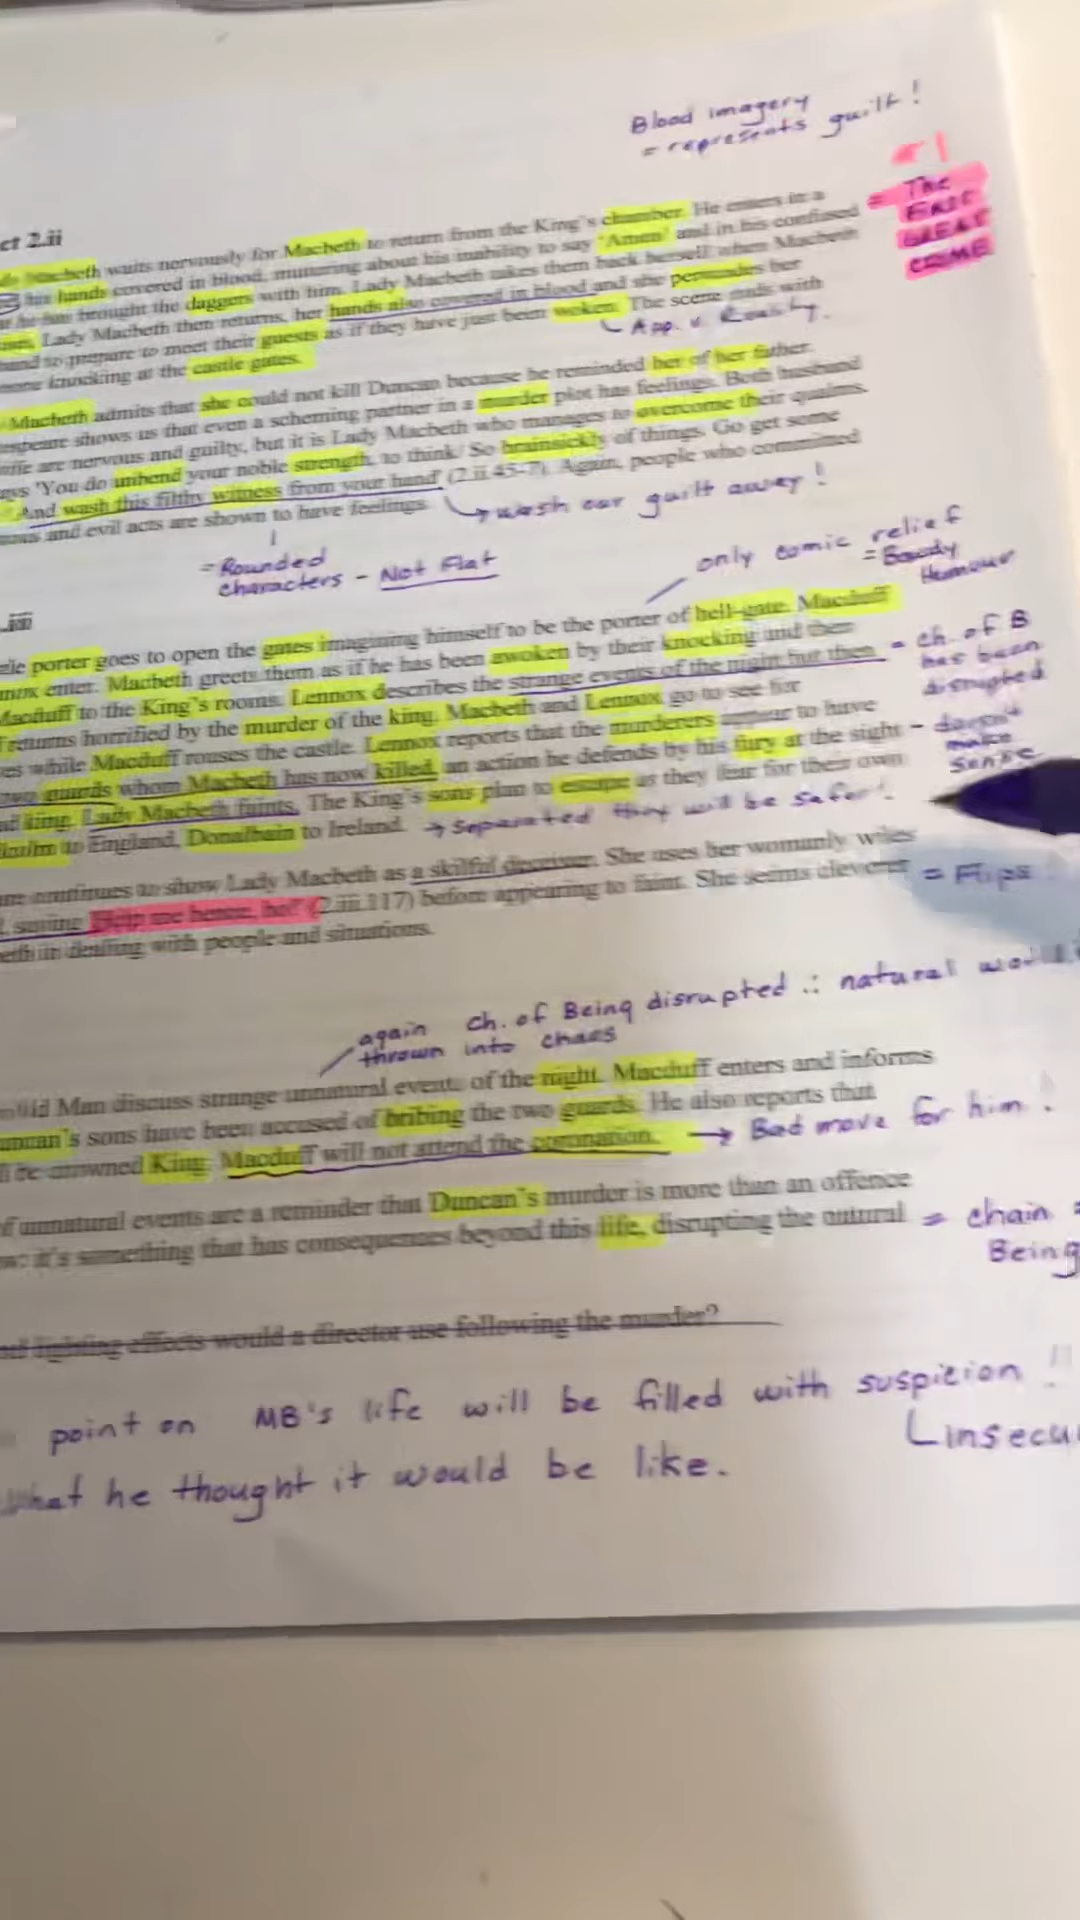 Blood imagery
= represents guilt !
= The
FIRST
GREAT
CRIME
ct 2.ii
Macbeth waits nervously for Macbeth to return from the King's chamber. He enters in a
his hands covered in blood, muttering about his inability to say 'Amen' and in his confused
he has brought the daggers with him. Lady Macbeth takes them back herself when Macbeth
Lady Macbeth then returns, her hands also covered in blood and she persuades her
band to prepare to meet their guests as if they have just been woken. The scene ends with
knocking at the castle gates.
App. v. Reality.
Macbeth admits that she could not kill Duncan because he reminded her of her father.
espeare shows us that even a scheming partner in a murder plot has feelings. Both husband
wife are nervous and guilty, but it is Lady Macbeth who manages to overcome their qualms.
ays 'You do unbend your noble strength, to think/ So brainsickly of things. Go get some
And wash this filthy witness from your hand' (2.ii.45-7). Again, people who committed
and evil acts are shown to have feelings.
→ wash our guilt away !
= Rounded
characters - Not Flat
only comic relief
= Bawdy
Humour
.iii
porter goes to open the gates imagining himself to be the porter of hell-gate. Macduff
nnox enter. Macbeth greets them as if he has been awoken by their knocking and then
Macduff to the King's rooms. Lennox describes the strange events of the night but then
returns horrified by the murder of the king. Macbeth and Lennox go to see for
es while Macduff rouses the castle. Lennox reports that the murderers appear to have
two guards whom Macbeth has now killed, an action he defends by his fury at the sight
king. Lady Macbeth faints. The King's sons plan to escape as they fear for their own
to England, Donalbain to Ireland.
→ separated they will be safer !
= ch. of B
has been
disrupted
- doesn't
make
sense
continues to show Lady Macbeth as a skilful deceiver. She uses her womanly wiles
saying 'Help me hence, ho!' (2.iii.117) before appearing to faint. She seems cleverer
eth in dealing with people and situations.
= Flips
again ch. of Being disrupted ∴ natural world
thrown into chaos
Old Man discuss strange unnatural events of the night. Macduff enters and informs
uncan's sons have been accused of bribing the two guards. He also reports that
be crowned King. Macduff will not attend the coronation.
→ Bad move for him !
f unnatural events are a reminder that Duncan's murder is more than an offence
it's something that has consequences beyond this life, disrupting the natural
= chain
Being
lighting effects would a director use following the murder?
point on MB's life will be filled with suspicion !!
Linsecu
what he thought it would be like.